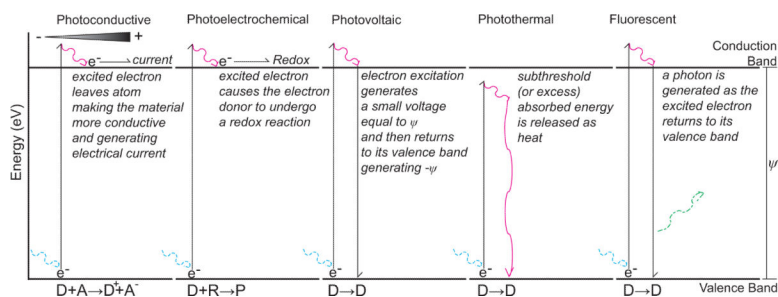 Photoconductive
Photoelectrochemical
Photovoltaic
Photothermal
Fluorescent
- +
Conduction
Band
e- current
e- Redox
excited electron
leaves atom
making the material
more conductive
and generating
electrical current
excited electron
causes the electron
donor to undergo
a redox reaction
electron excitation
generates
a small voltage
equal to ψ
and then returns
to its valence band
generating -ψ
subthreshold
(or excess)
absorbed energy
is released as
heat
a photon is
generated as the
excited electron
returns to its
valence band
Energy (eV)
ψ
e-
e-
e-
e-
e-
D+A→D⁺+A⁻
D+R→P
D→D
D→D
D→D
Valence Band